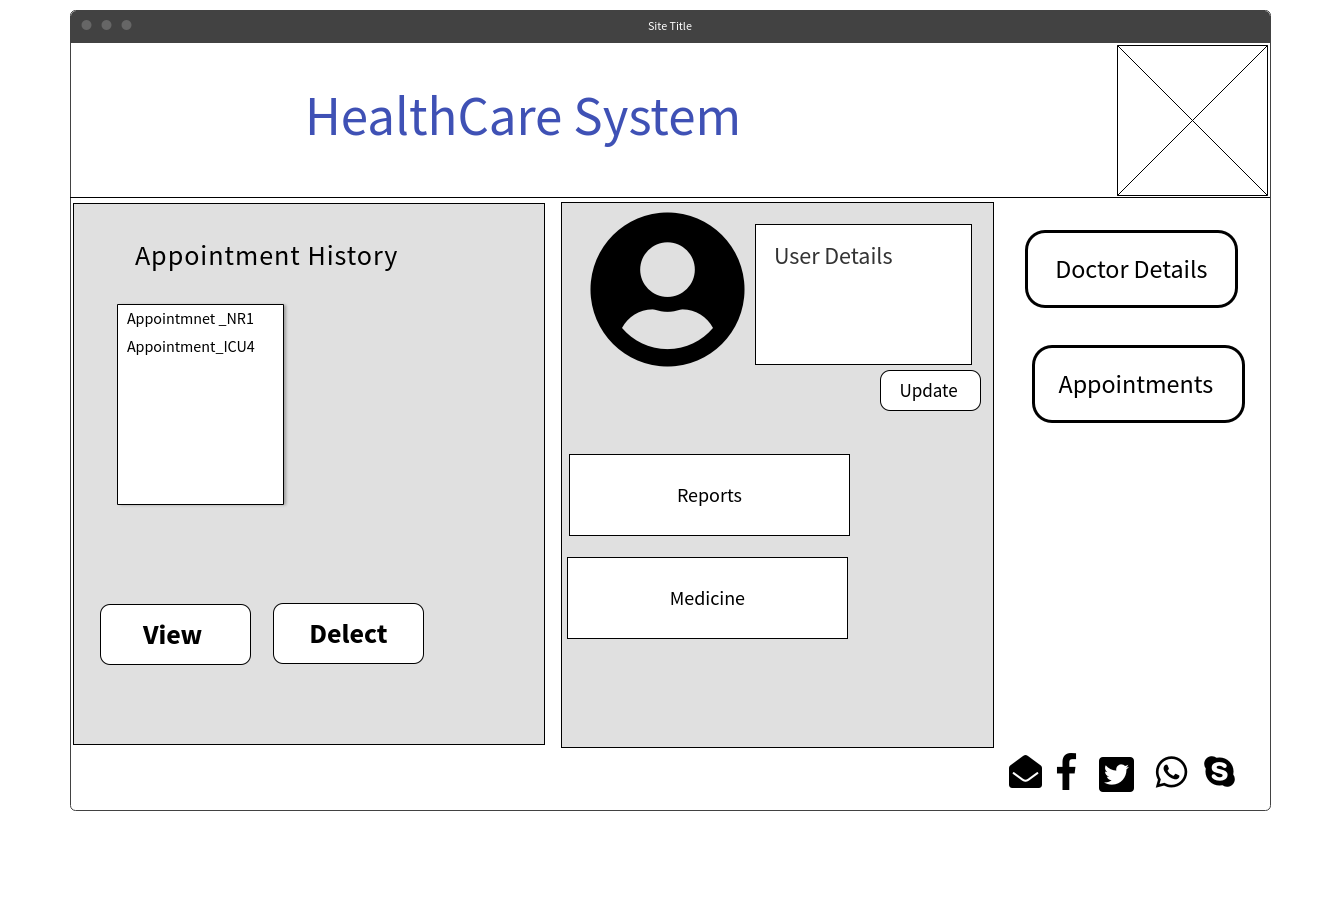 Site Title
HealthCare System
Appointment History
Appointmnet _NR1
Appointment_ICU4
View
Delect
User Details
Update
Reports
Medicine
Doctor Details
Appointments